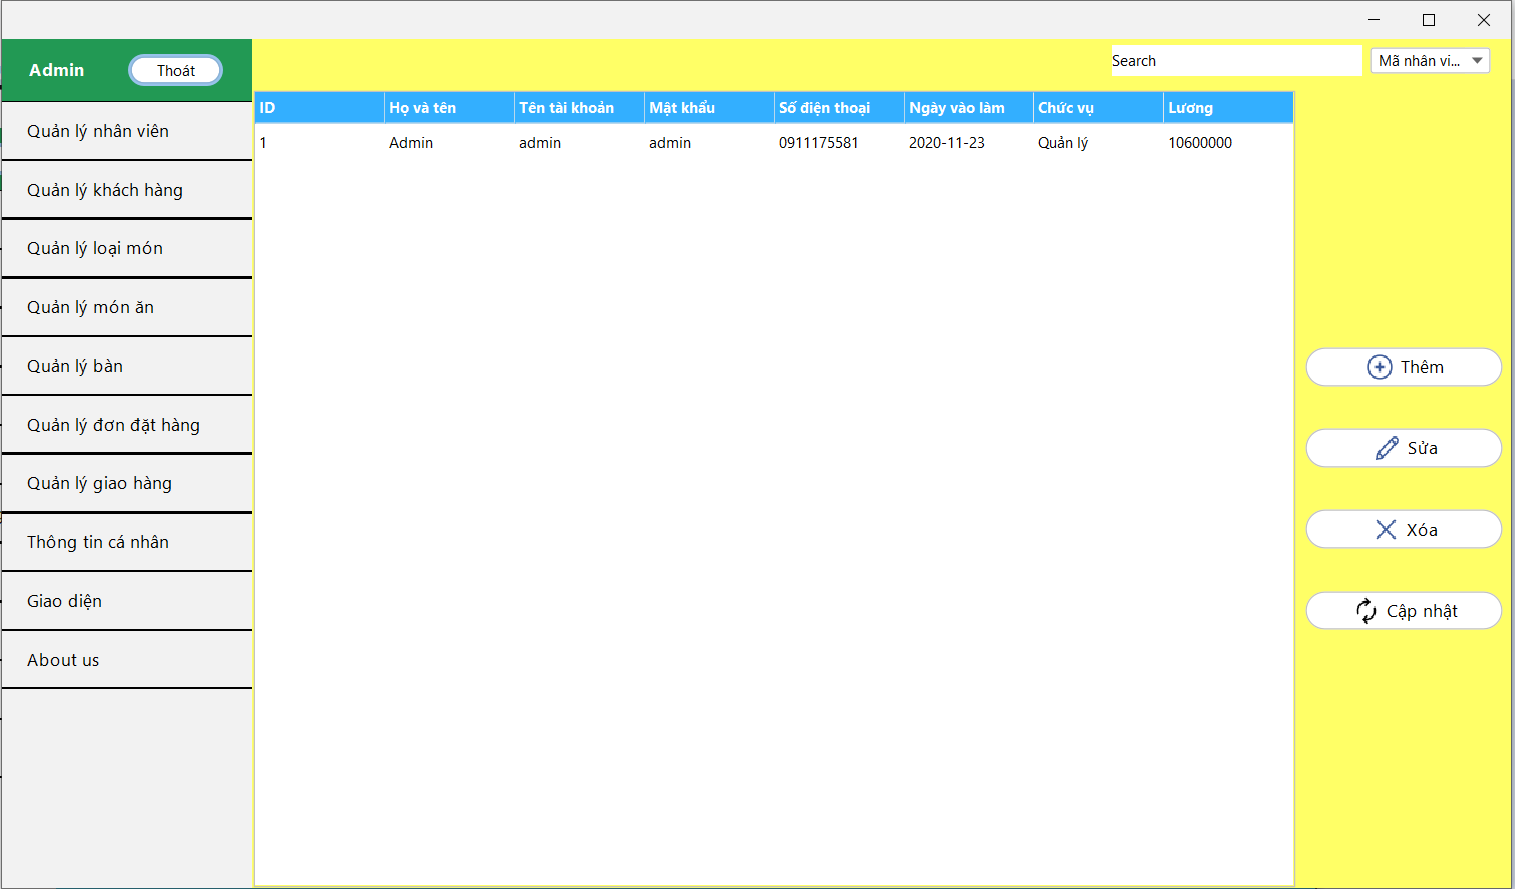 Admin Thoát
Search Mã nhân vi...
ID Họ và tên Tên tài khoản Mật khẩu Số điện thoại Ngày vào làm Chức vụ Lương
1 Admin admin admin 0911175581 2020-11-23 Quản lý 10600000
Quản lý nhân viên
Quản lý khách hàng
Quản lý loại món
Quản lý món ăn
Quản lý bàn
Quản lý đơn đặt hàng
Quản lý giao hàng
Thông tin cá nhân
Giao diện
About us
Thêm
Sửa
Xóa
Cập nhật